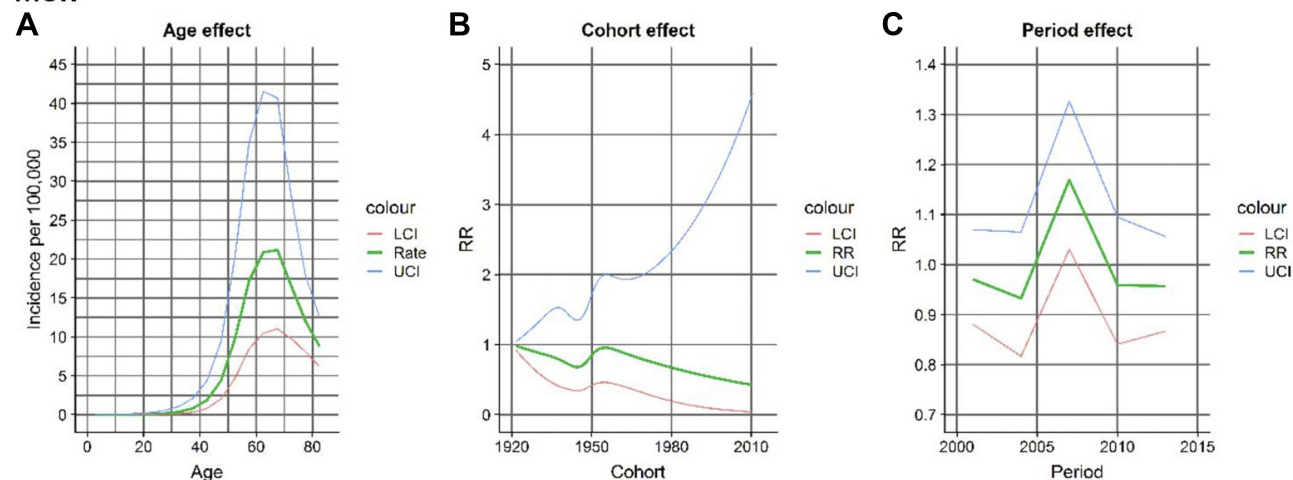 A
Age effect
Incidence per 100,000
45
40
35
30
25
20
15
10
5
0
0 20 40 60 80
Age
colour
LCI
Rate
UCI
B
Cohort effect
RR
5
4
3
2
1
0
1920 1950 1980 2010
Cohort
colour
LCI
RR
UCI
C
Period effect
RR
1.4
1.3
1.2
1.1
1.0
0.9
0.8
0.7
2000 2005 2010 2015
Period
colour
LCI
RR
UCI